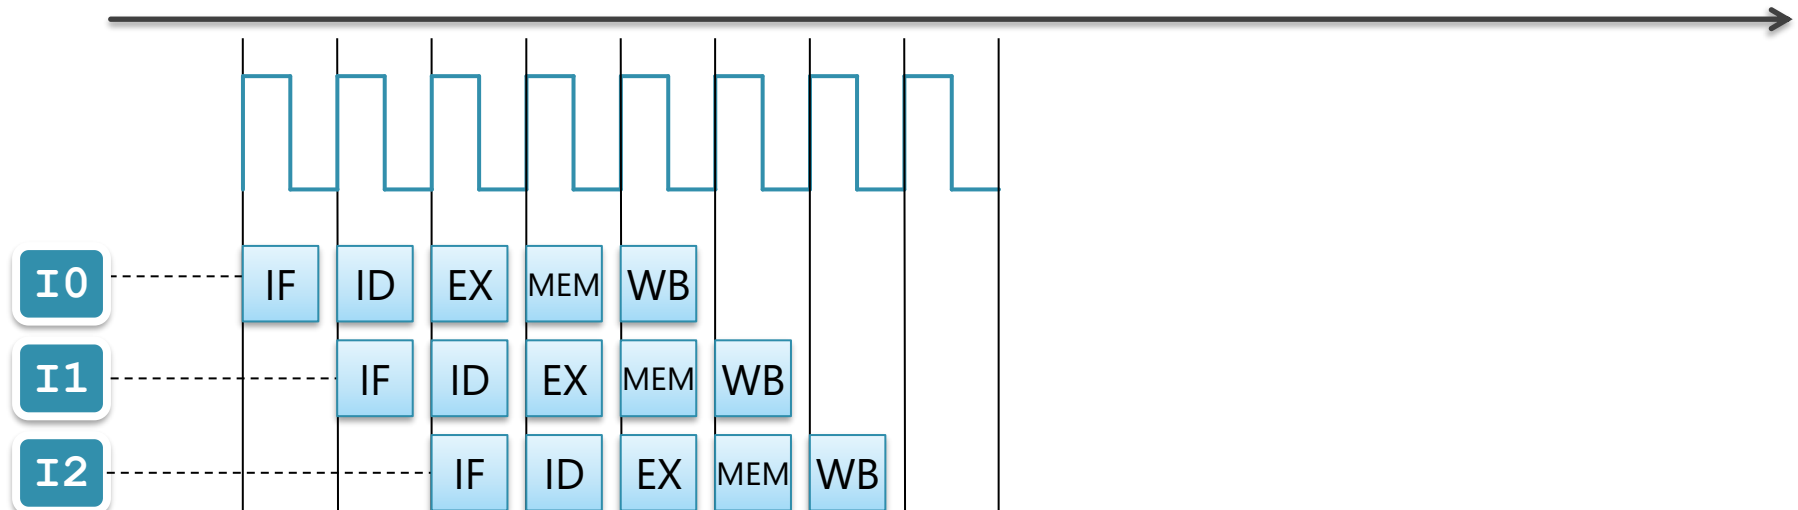 I0 IF ID EX MEM WB
I1 IF ID EX MEM WB
I2 IF ID EX MEM WB